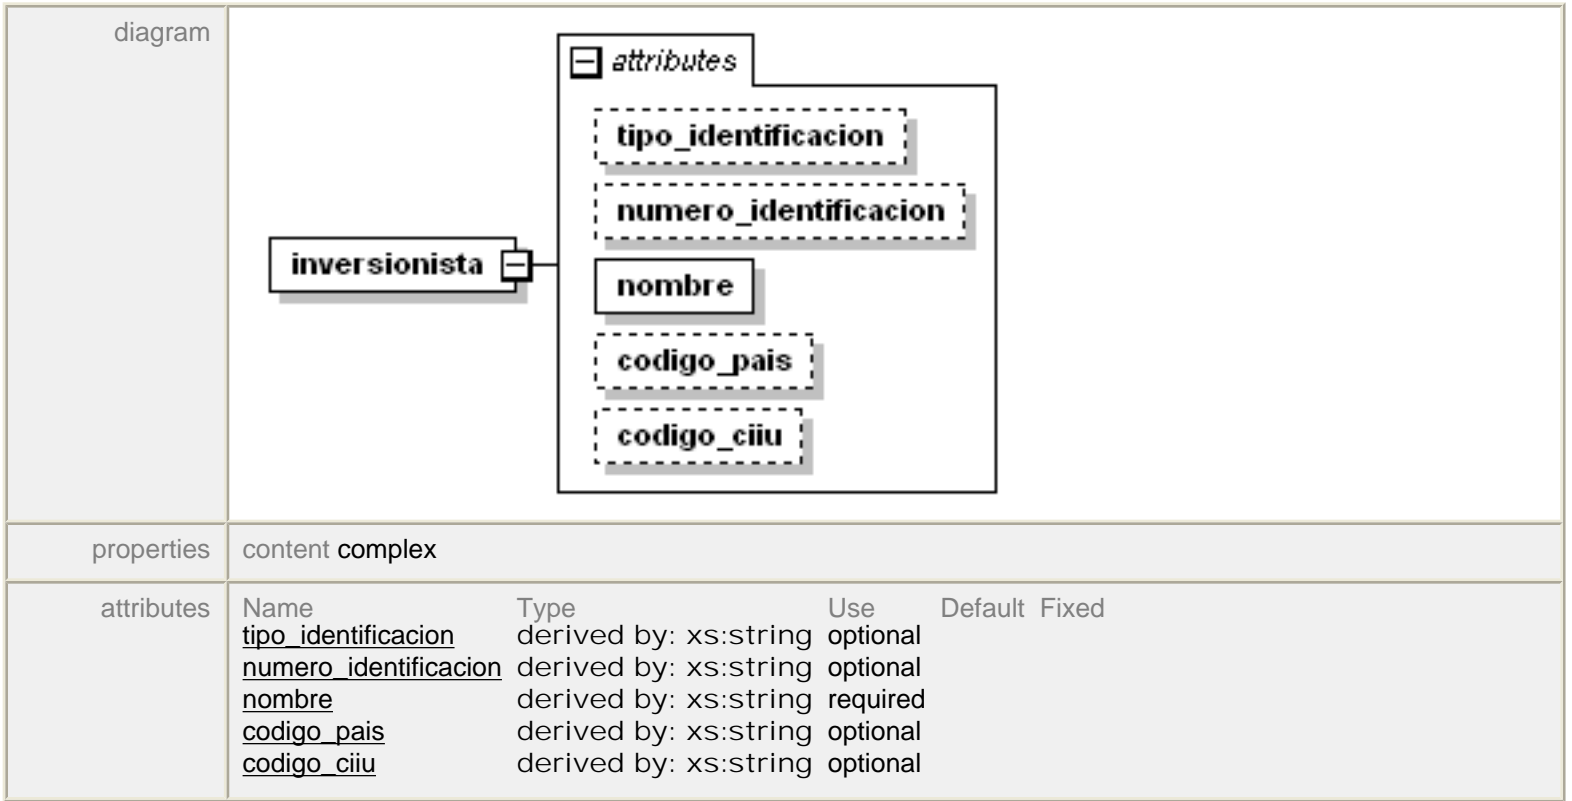 diagram
attributes
tipo_identificacion
numero_identificacion
inversionista
nombre
codigo_pais
codigo_ciiu
properties content complex
attributes Name Type Use Default Fixed
tipo_identificacion derived by: xs:string optional
numero_identificacion derived by: xs:string optional
nombre derived by: xs:string required
codigo_pais derived by: xs:string optional
codigo_ciiu derived by: xs:string optional